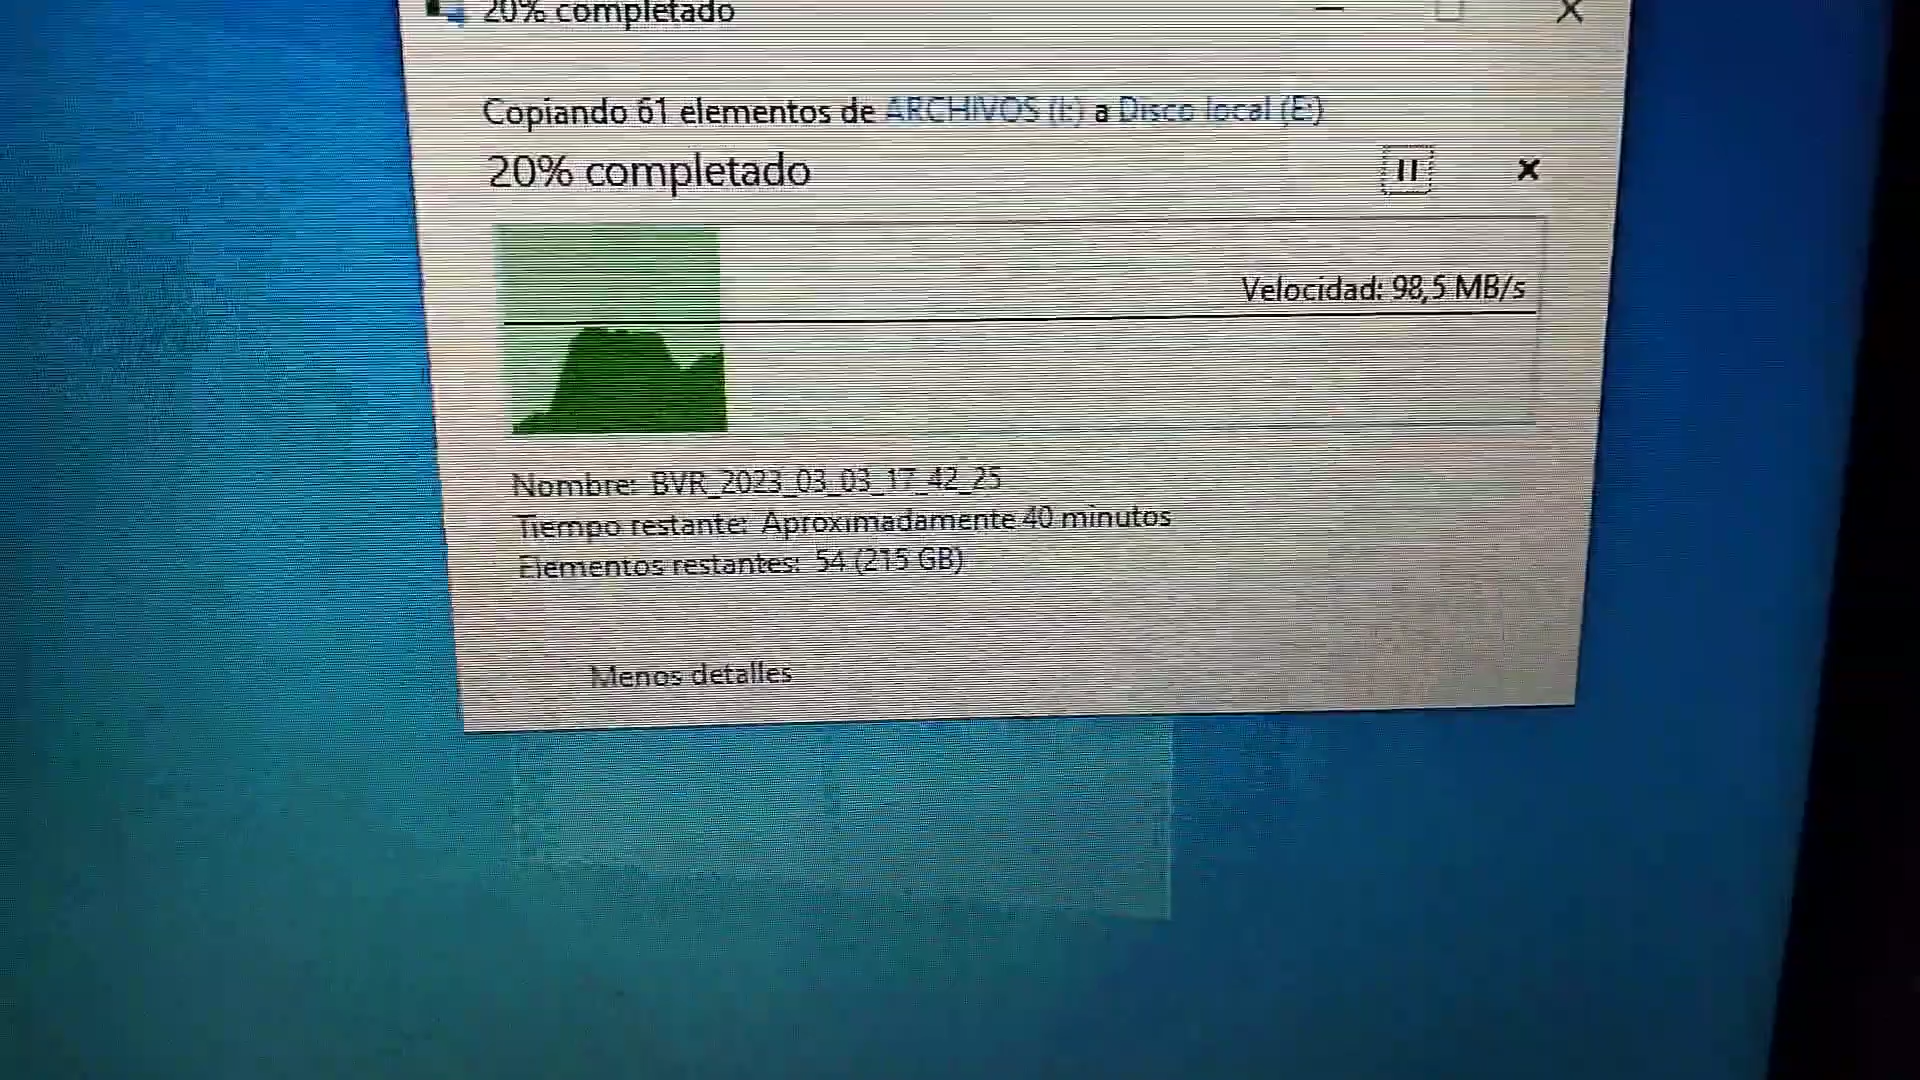 20% completado
Copiando 61 elementos de ARCHIVOS (I:) a Disco local (E:)
20% completado
Velocidad: 98,5 MB/s
Nombre: BVR_2023_03_03_17_42_25
Tiempo restante: Aproximadamente 40 minutos
Elementos restantes: 54 (215 GB)
Menos detalles